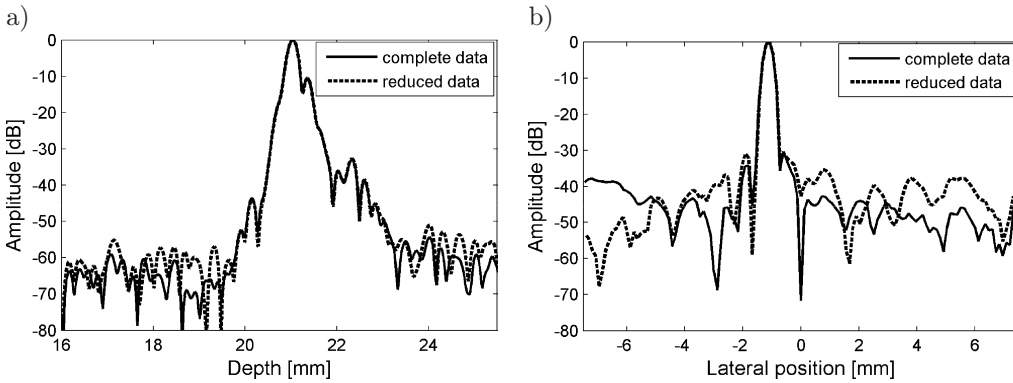 a)
0
-10
-20
-30
-40
-50
-60
-70
-80
Amplitude [dB]
complete data
reduced data
16 18 20 22 24
Depth [mm]
b)
0
-10
-20
-30
-40
-50
-60
-70
-80
Amplitude [dB]
complete data
reduced data
-6 -4 -2 0 2 4 6
Lateral position [mm]